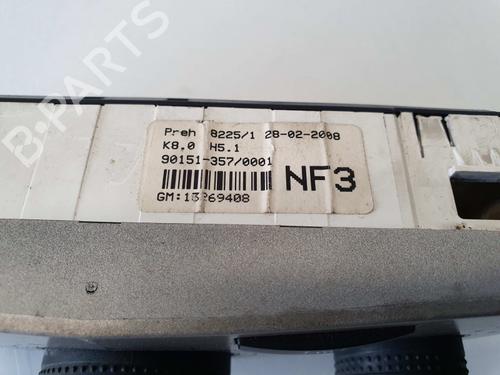 Preh 8225/1 28-02-2008
K8.0 H5.1
90151-357/0001
NF3
GM:13269408
B-PARTS